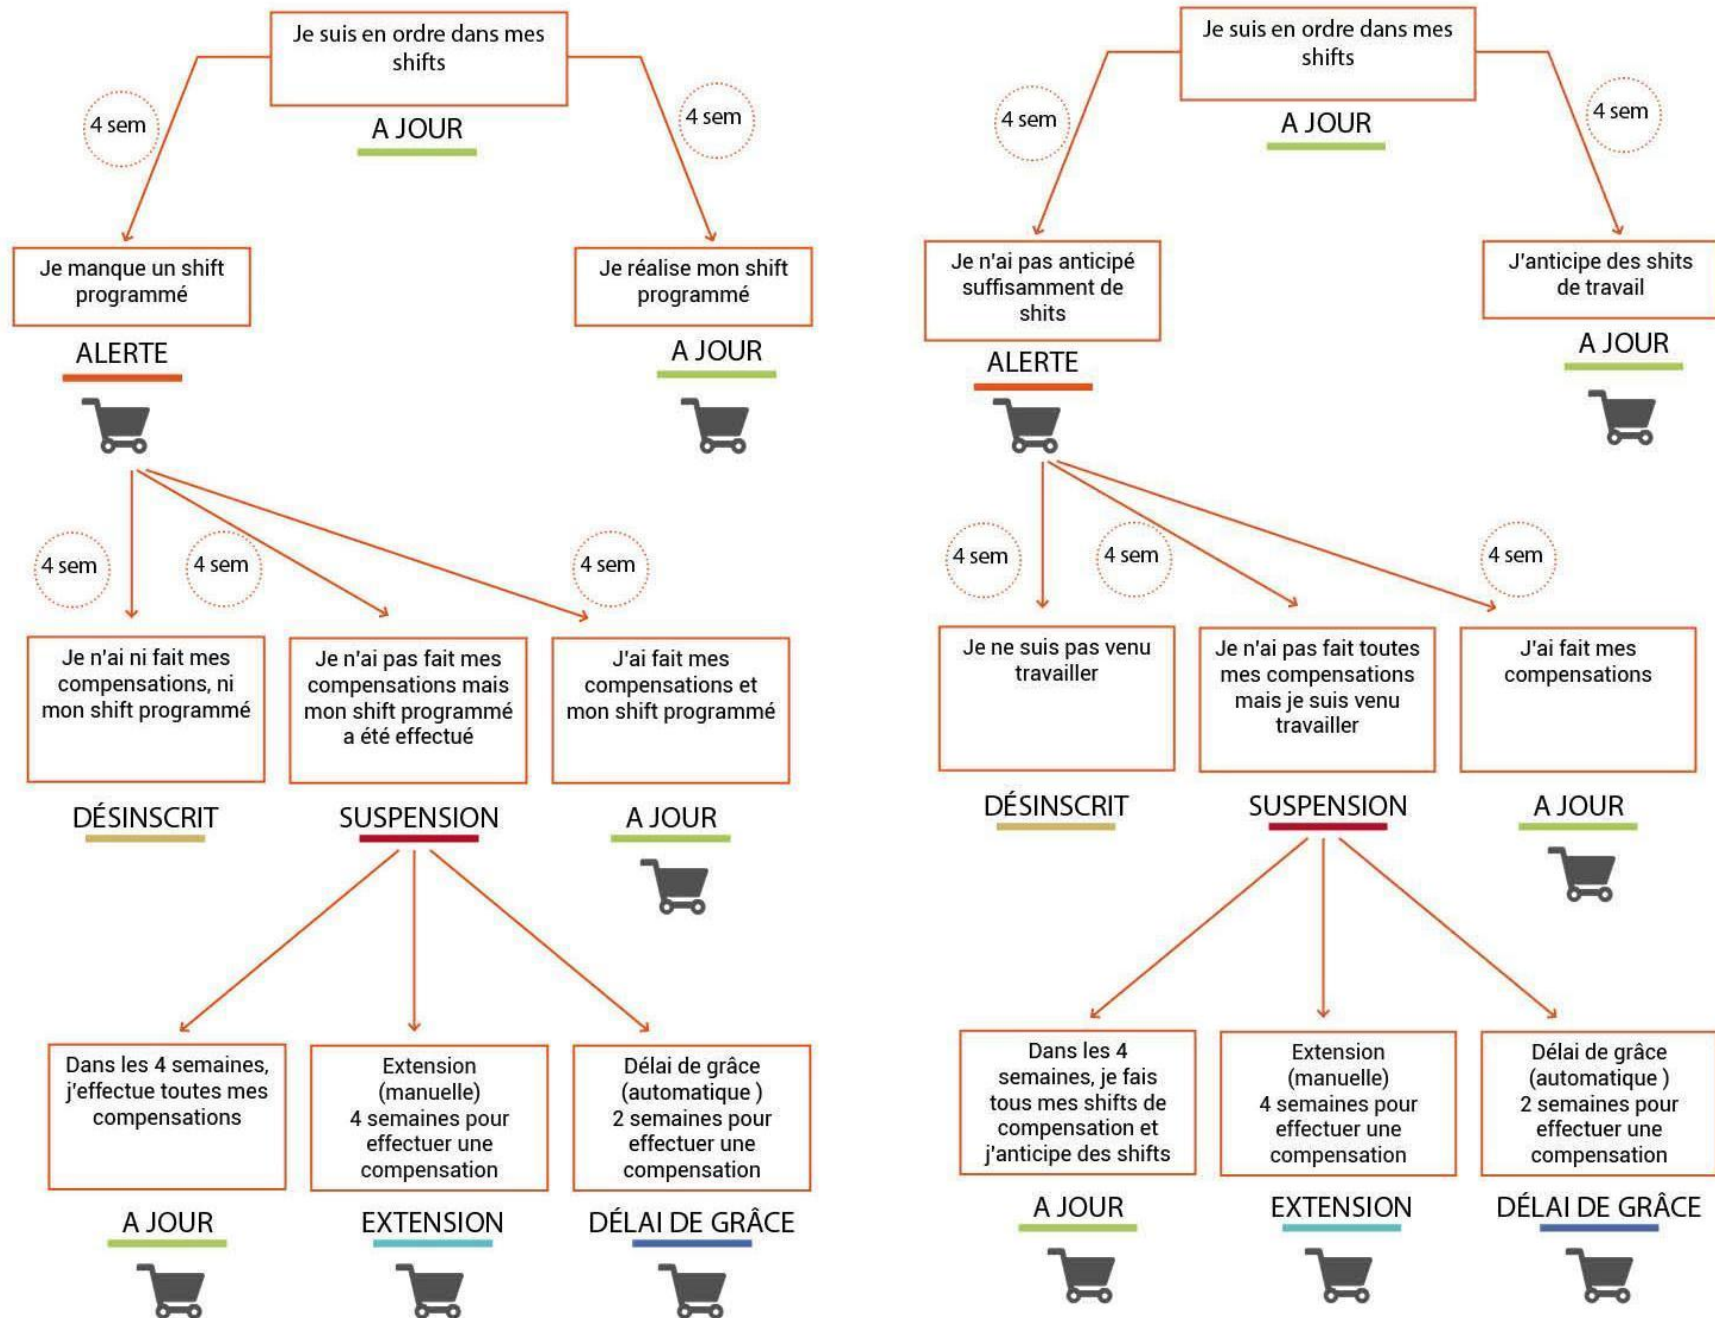 Je suis en ordre dans mes
shifts
A JOUR
4 sem
4 sem
Je manque un shift
programmé
ALERTE
Je réalise mon shift
programmé
A JOUR
4 sem
4 sem
4 sem
Je n'ai ni fait mes
compensations, ni
mon shift programmé
DÉSINSCRIT
Je n'ai pas fait mes
compensations mais
mon shift programmé
a été effectué
SUSPENSION
J'ai fait mes
compensations et
mon shift programmé
A JOUR
Dans les 4 semaines,
j'effectue toutes mes
compensations
A JOUR
Extension
(manuelle)
4 semaines pour
effectuer une
compensation
EXTENSION
Délai de grâce
(automatique )
2 semaines pour
effectuer une
compensation
DÉLAI DE GRÂCE
Je suis en ordre dans mes
shifts
A JOUR
4 sem
4 sem
Je n'ai pas anticipé
suffisamment de
shits
ALERTE
J'anticipe des shits
de travail
A JOUR
4 sem
4 sem
4 sem
Je ne suis pas venu
travailler
DÉSINSCRIT
Je n'ai pas fait toutes
mes compensations
mais je suis venu
travailler
SUSPENSION
J'ai fait mes
compensations
A JOUR
Dans les 4
semaines, je fais
tous mes shifts de
compensation et
j'anticipe des shifts
A JOUR
Extension
(manuelle)
4 semaines pour
effectuer une
compensation
EXTENSION
Délai de grâce
(automatique )
2 semaines pour
effectuer une
compensation
DÉLAI DE GRÂCE